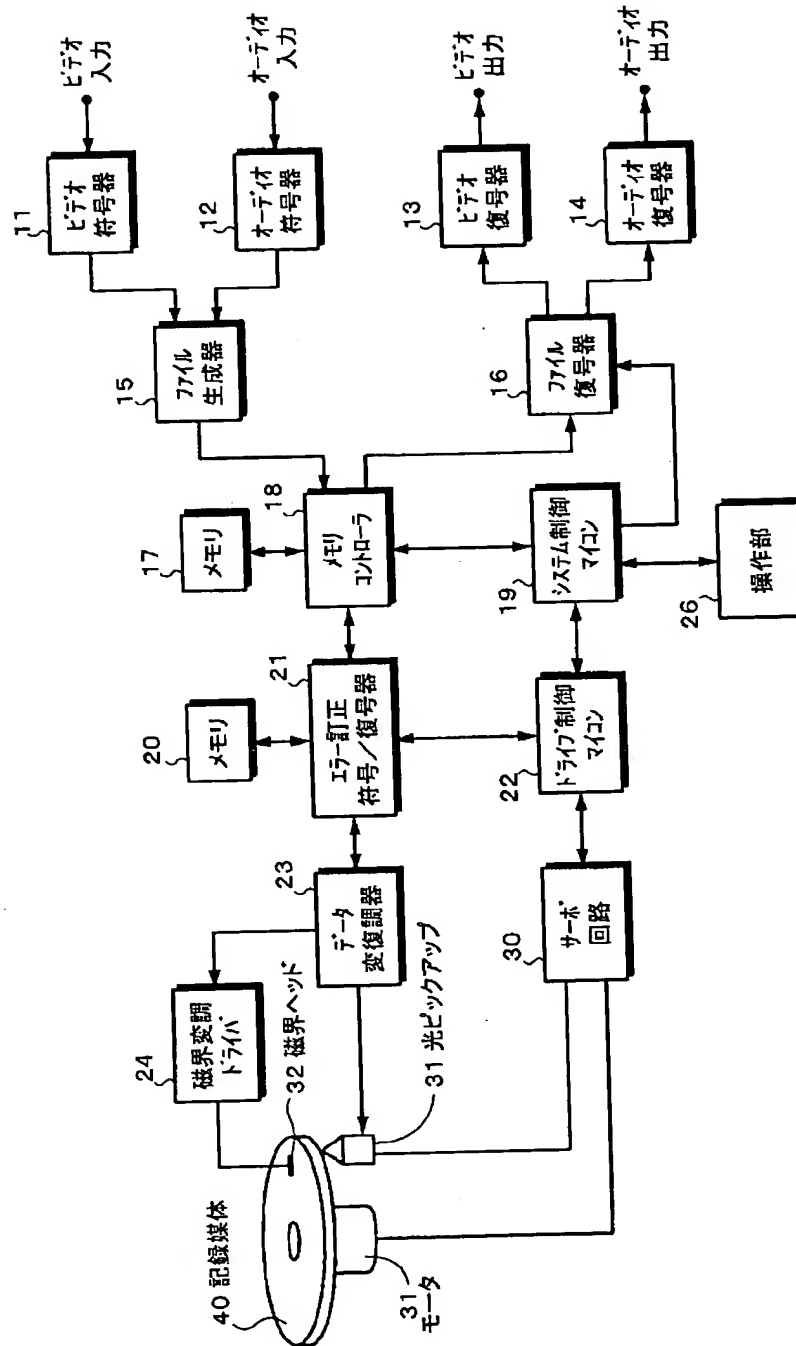 40 記録媒体
31
モータ
32 磁界ヘッド
31 光ピックアップ
24
磁界変調
ドライバ
23
データ
変復調器
20
メモリ
21
エラー訂正
符号／復号器
17
メモリ
18
メモリ
コントローラ
15
ファイル
生成器
11
ビデオ
符号器
ビデオ
入力
12
オーディオ
符号器
オーディオ
入力
30
サーボ
回路
22
ドライブ制御
マイコン
19
システム制御
マイコン
26
操作部
16
ファイル
復号器
13
ビデオ
復号器
ビデオ
出力
14
オーディオ
復号器
オーディオ
出力